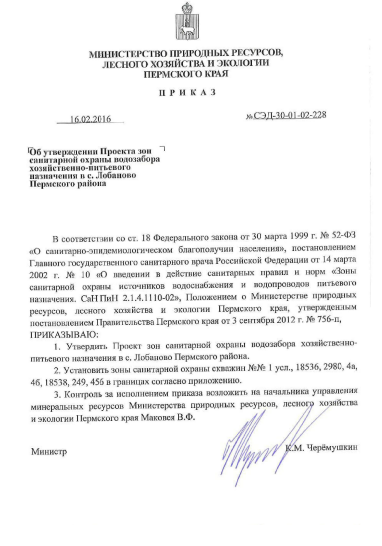 МИНИСТЕРСТВО ПРИРОДНЫХ РЕСУРСОВ,
ЛЕСНОГО ХОЗЯЙСТВА И ЭКОЛОГИИ
ПЕРМСКОГО КРАЯ
ПРИКАЗ
16.02.2016
№СЭД-30-01-02-228
Об утверждении Проекта зон
санитарной охраны водозабора
хозяйственно-питьевого
назначения в с. Лобаново
Пермского района
В соответствии со ст. 18 Федерального закона от 30 марта 1999 г. № 52-ФЗ
«О санитарно-эпидемиологическом благополучии населения», постановлением
Главного государственного санитарного врача Российской Федерации от 14 марта
2002 г. № 10 «О введении в действие санитарных правил и норм «Зоны
санитарной охраны источников водоснабжения и водопроводов питьевого
назначения. СанПиН 2.1.4.1110-02», Положением о Министерстве природных
ресурсов, лесного хозяйства и экологии Пермского края, утвержденным
постановлением Правительства Пермского края от 3 сентября 2012 г. № 756-п,
ПРИКАЗЫВАЮ:
1. Утвердить Проект зон санитарной охраны водозабора хозяйственно-
питьевого назначения в с. Лобаново Пермского района.
2. Установить зоны санитарной охраны скважин №№ 1 усл., 18536, 2980, 4а,
4б, 18538, 249, 45б в границах согласно приложению.
3. Контроль за исполнением приказа возложить на начальника управления
минеральных ресурсов Министерства природных ресурсов, лесного хозяйства
и экологии Пермского края Маковея В.Ф.
Министр
К.М. Черёмушкин